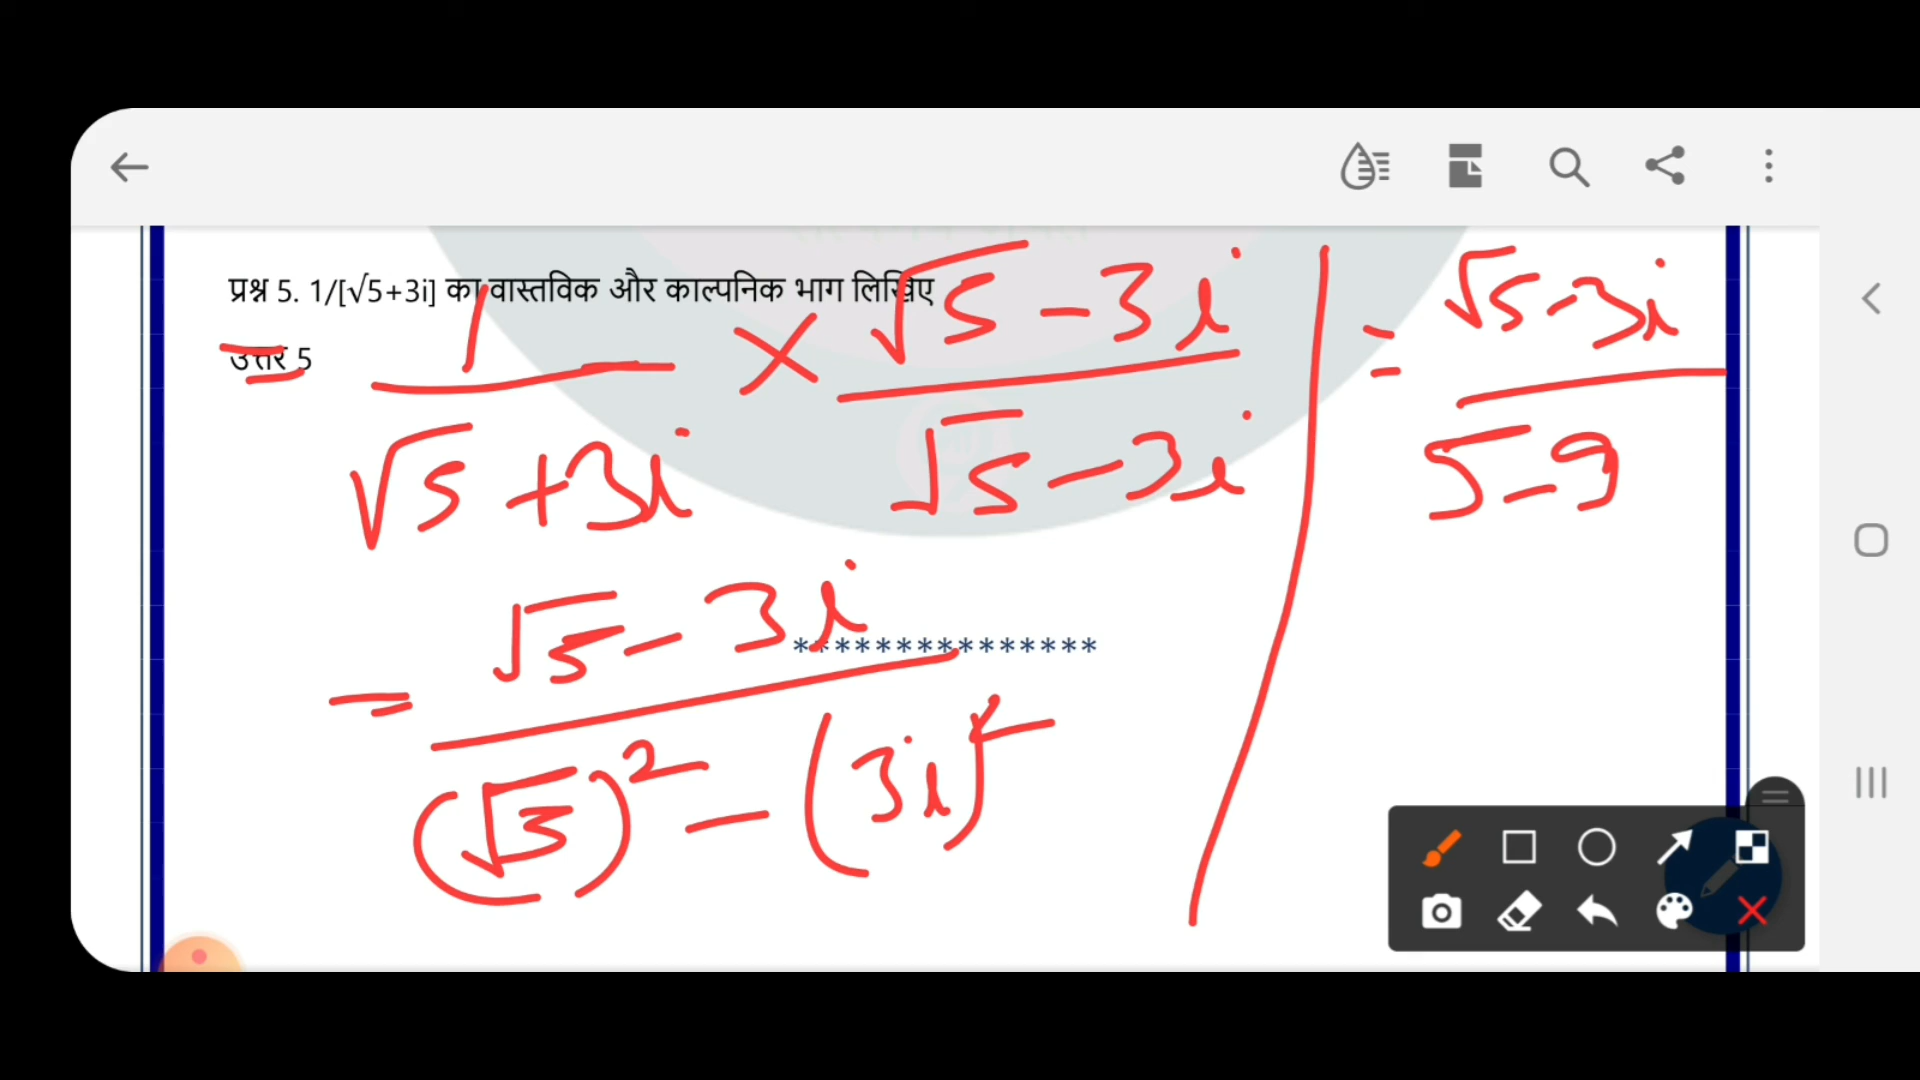 प्रश्न 5. 1/[√5+3i] का वास्तविक और काल्पनिक भाग लिखिए
उत्तर 5
= 1/(√5+3i) × (√5-3i)/(√5-3i)
= (√5-3i)/((√5)²-(3i)²)
***************
= (√5-3i)/(5-9